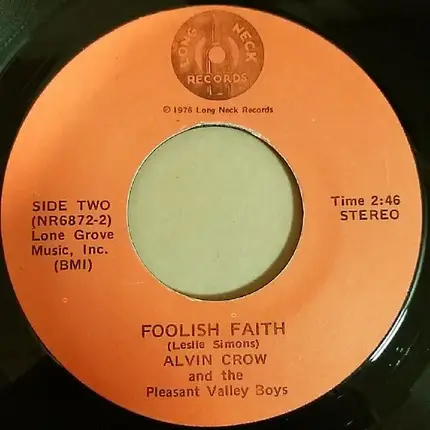 LONG NECK
RECORDS
© 1976 Long Neck Records
SIDE TWO
(NR6872-2)
Lone Grove
Music, Inc.
(BMI)
Time 2:46
STEREO
FOOLISH FAITH
(Leslie Simons)
ALVIN CROW
and the
Pleasant Valley Boys